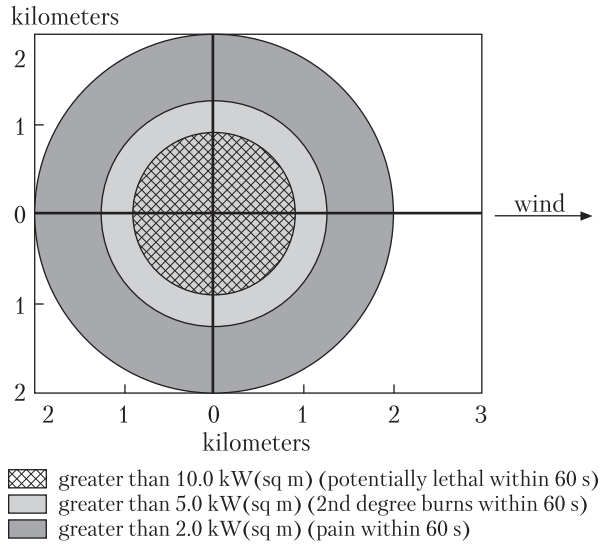 kilometers
2
1
0
wind
1
2
2 1 0 1 2 3
kilometers
greater than 10.0 kW(sq m) (potentially lethal within 60 s)
greater than 5.0 kW(sq m) (2nd degree burns within 60 s)
greater than 2.0 kW(sq m) (pain within 60 s)